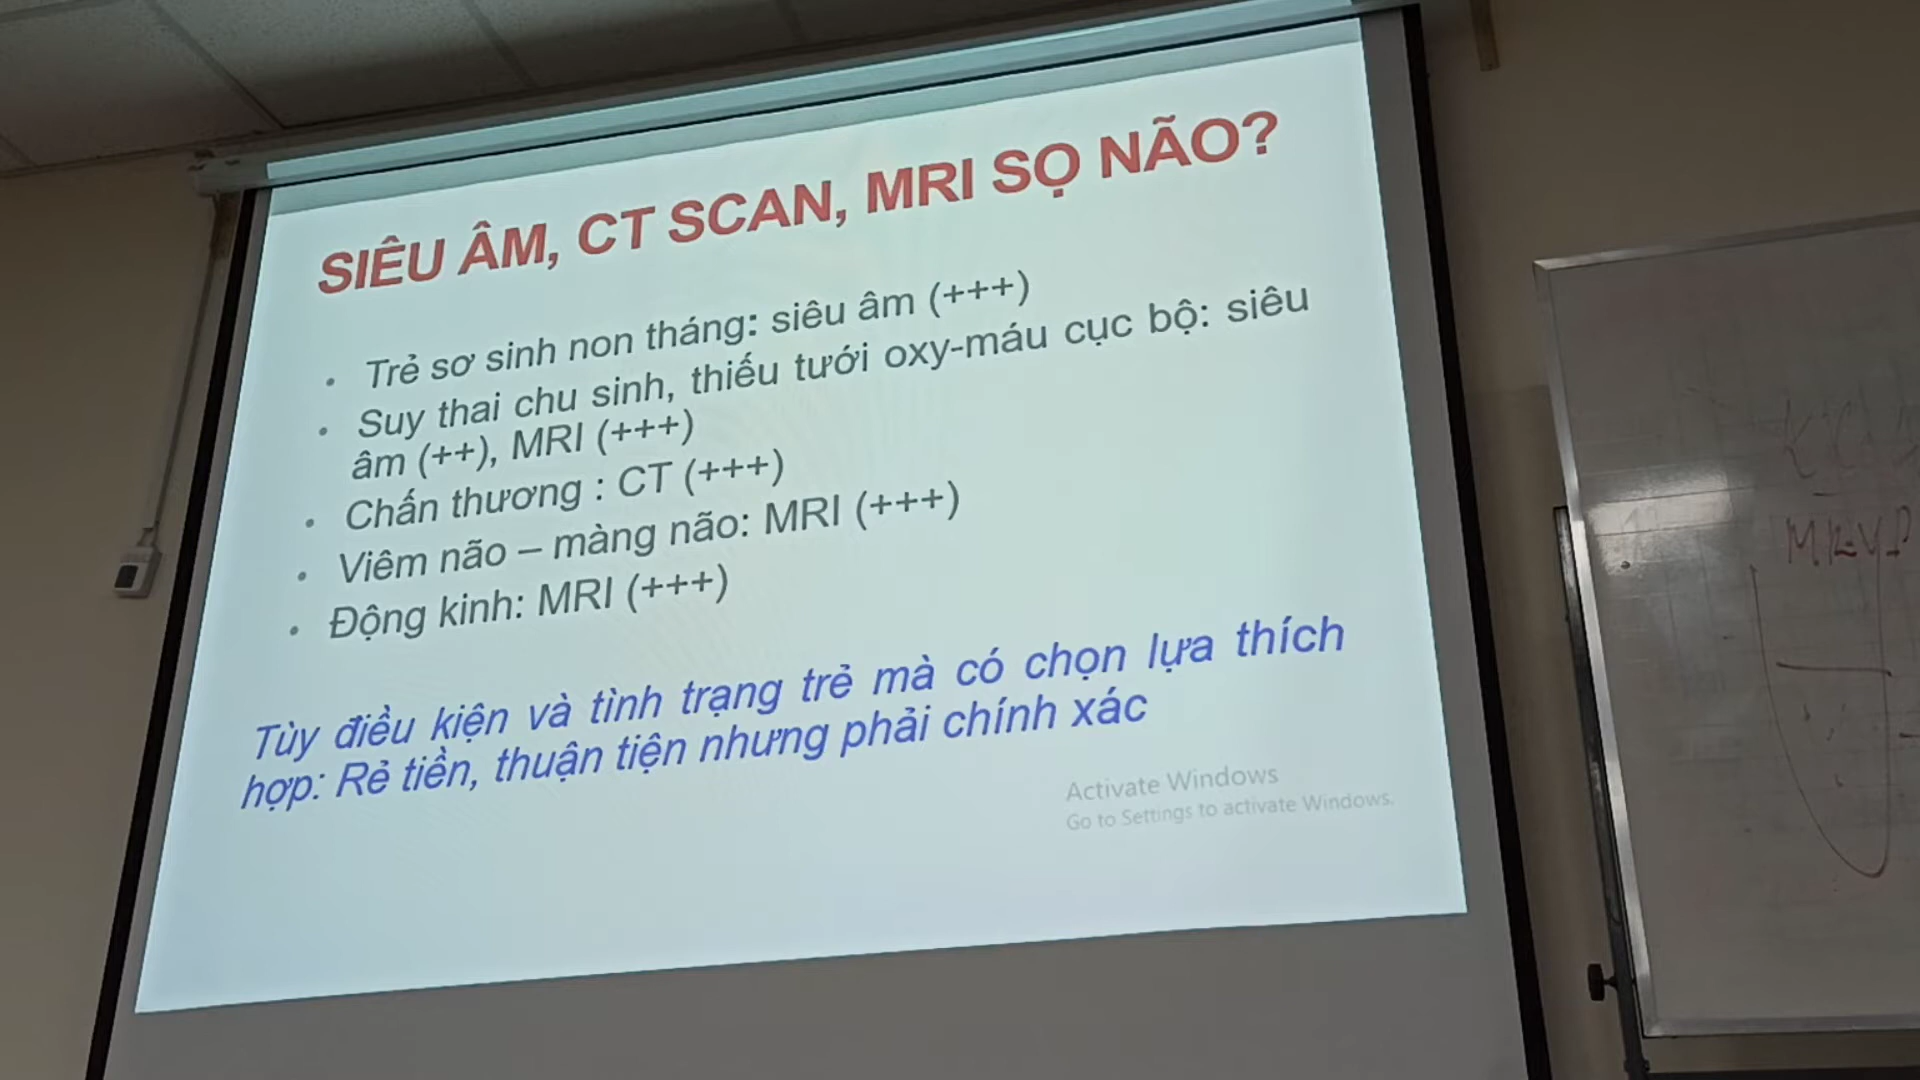 SIÊU ÂM, CT SCAN, MRI SỌ NÃO?
• Trẻ sơ sinh non tháng: siêu âm (+++)
• Suy thai chu sinh, thiếu tưới oxy-máu cục bộ: siêu
âm (++), MRI (+++)
• Chấn thương : CT (+++)
• Viêm não – màng não: MRI (+++)
• Động kinh: MRI (+++)
Tùy điều kiện và tình trạng trẻ mà có chọn lựa thích
hợp: Rẻ tiền, thuận tiện nhưng phải chính xác
Activate Windows
Go to Settings to activate Windows.